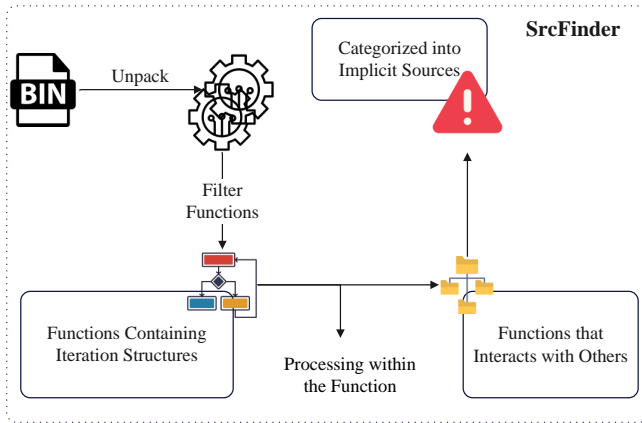 SrcFinder
Categorized into
Implicit Sources
BIN
Unpack
Filter
Functions
Functions Containing
Iteration Structures
Processing within
the Function
Functions that
Interacts with Others